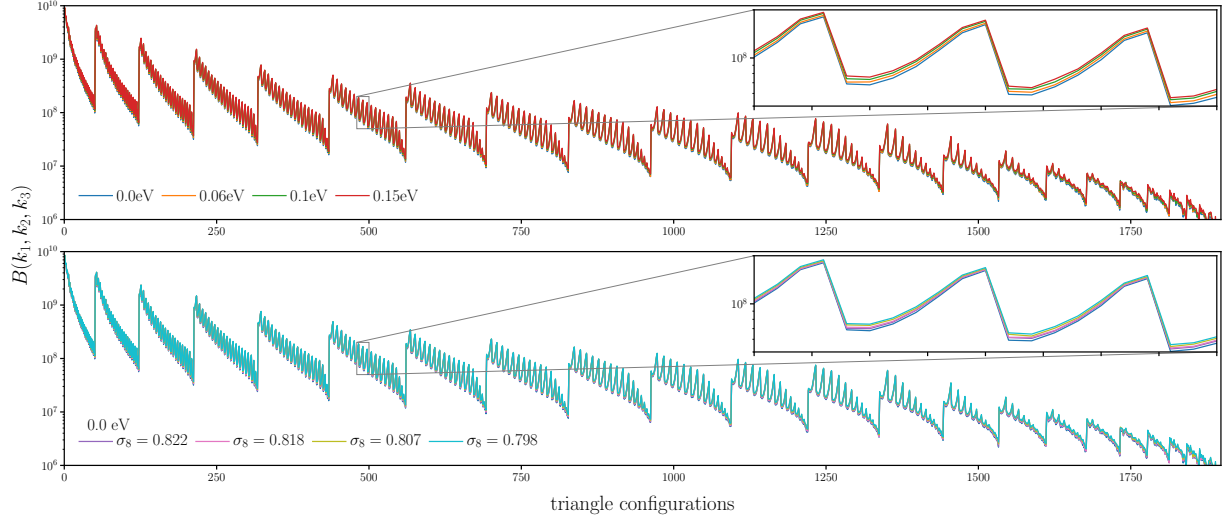 10^{10}
10^{9}
10^{8}
10^{7}
10^{6}
10^{8}
0.0eV 0.06eV 0.1eV 0.15eV
0 250 500 750 1000 1250 1500 1750
B(k_1, k_2, k_3)
10^{10}
10^{9}
10^{8}
10^{7}
10^{6}
10^{8}
0.0 eV
σ_8 = 0.822 σ_8 = 0.818 σ_8 = 0.807 σ_8 = 0.798
0 250 500 750 1000 1250 1500 1750
triangle configurations